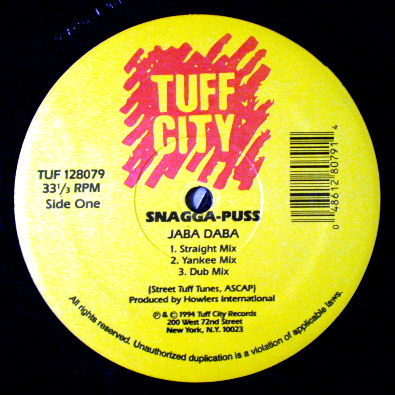 TUFF
CITY
TUF 128079
33⅓ RPM
Side One
0 48612 80791 4
SNAGGA-PUSS
JABA DABA
1. Straight Mix
2. Yankee Mix
3. Dub Mix
(Street Tuff Tunes, ASCAP)
Produced by Howlers International
℗ & © 1994 Tuff City Records
200 West 72nd Street
New York, N.Y. 10023
All rights reserved. Unauthorized duplication is a violation of applicable laws.